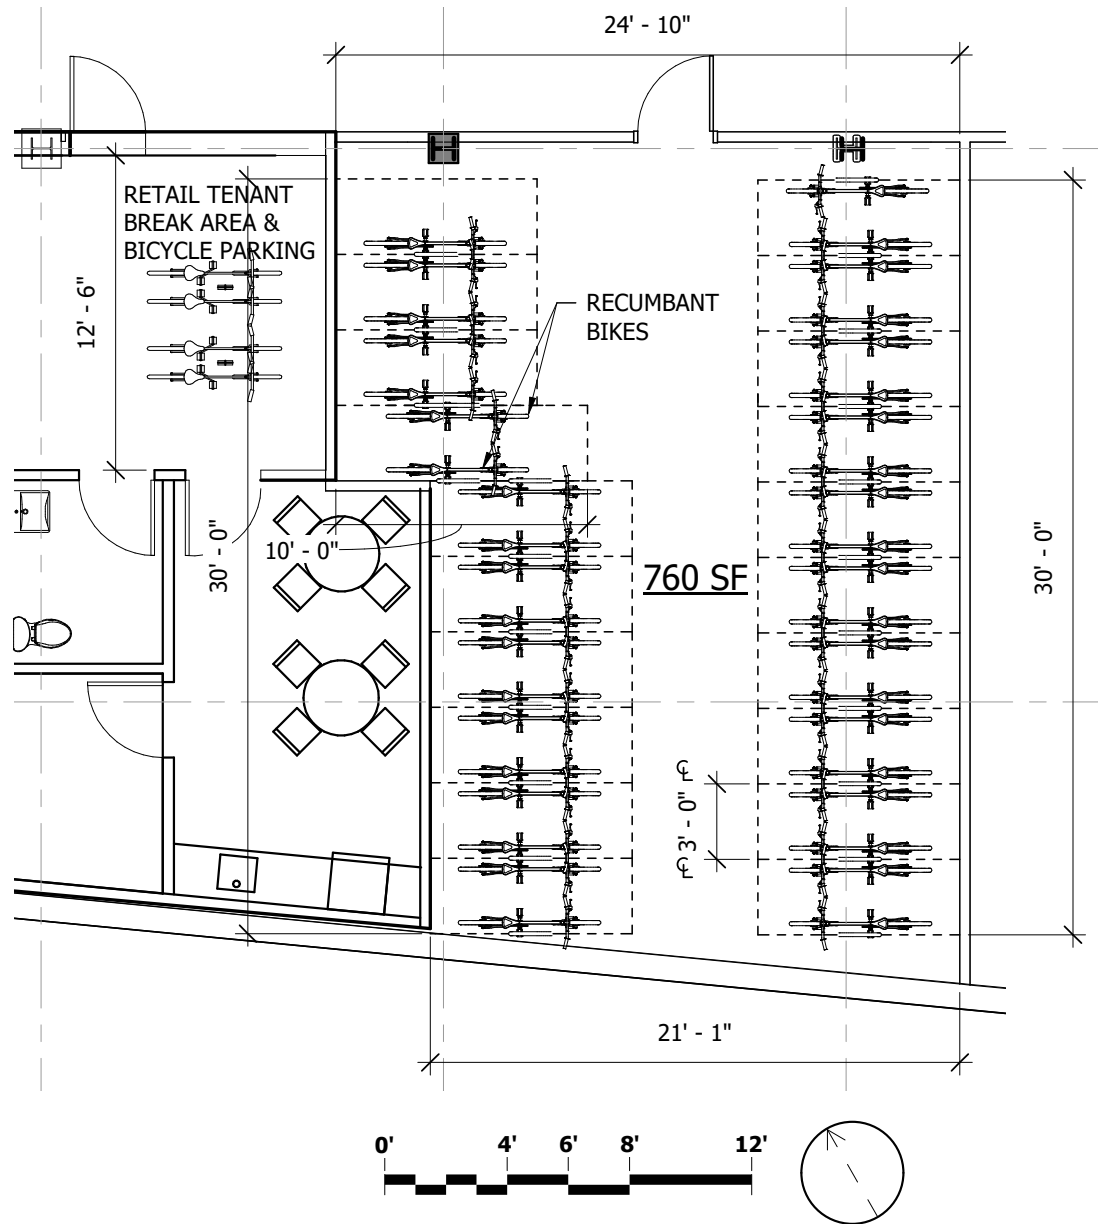 24' - 10"
RETAIL TENANT
BREAK AREA &
BICYCLE PARKING
12' - 6"
RECUMBANT
BIKES
30' - 0"
10' - 0"
760 SF
30' - 0"
℄
3' - 0"
℄
21' - 1"
0' 4' 6' 8' 12'